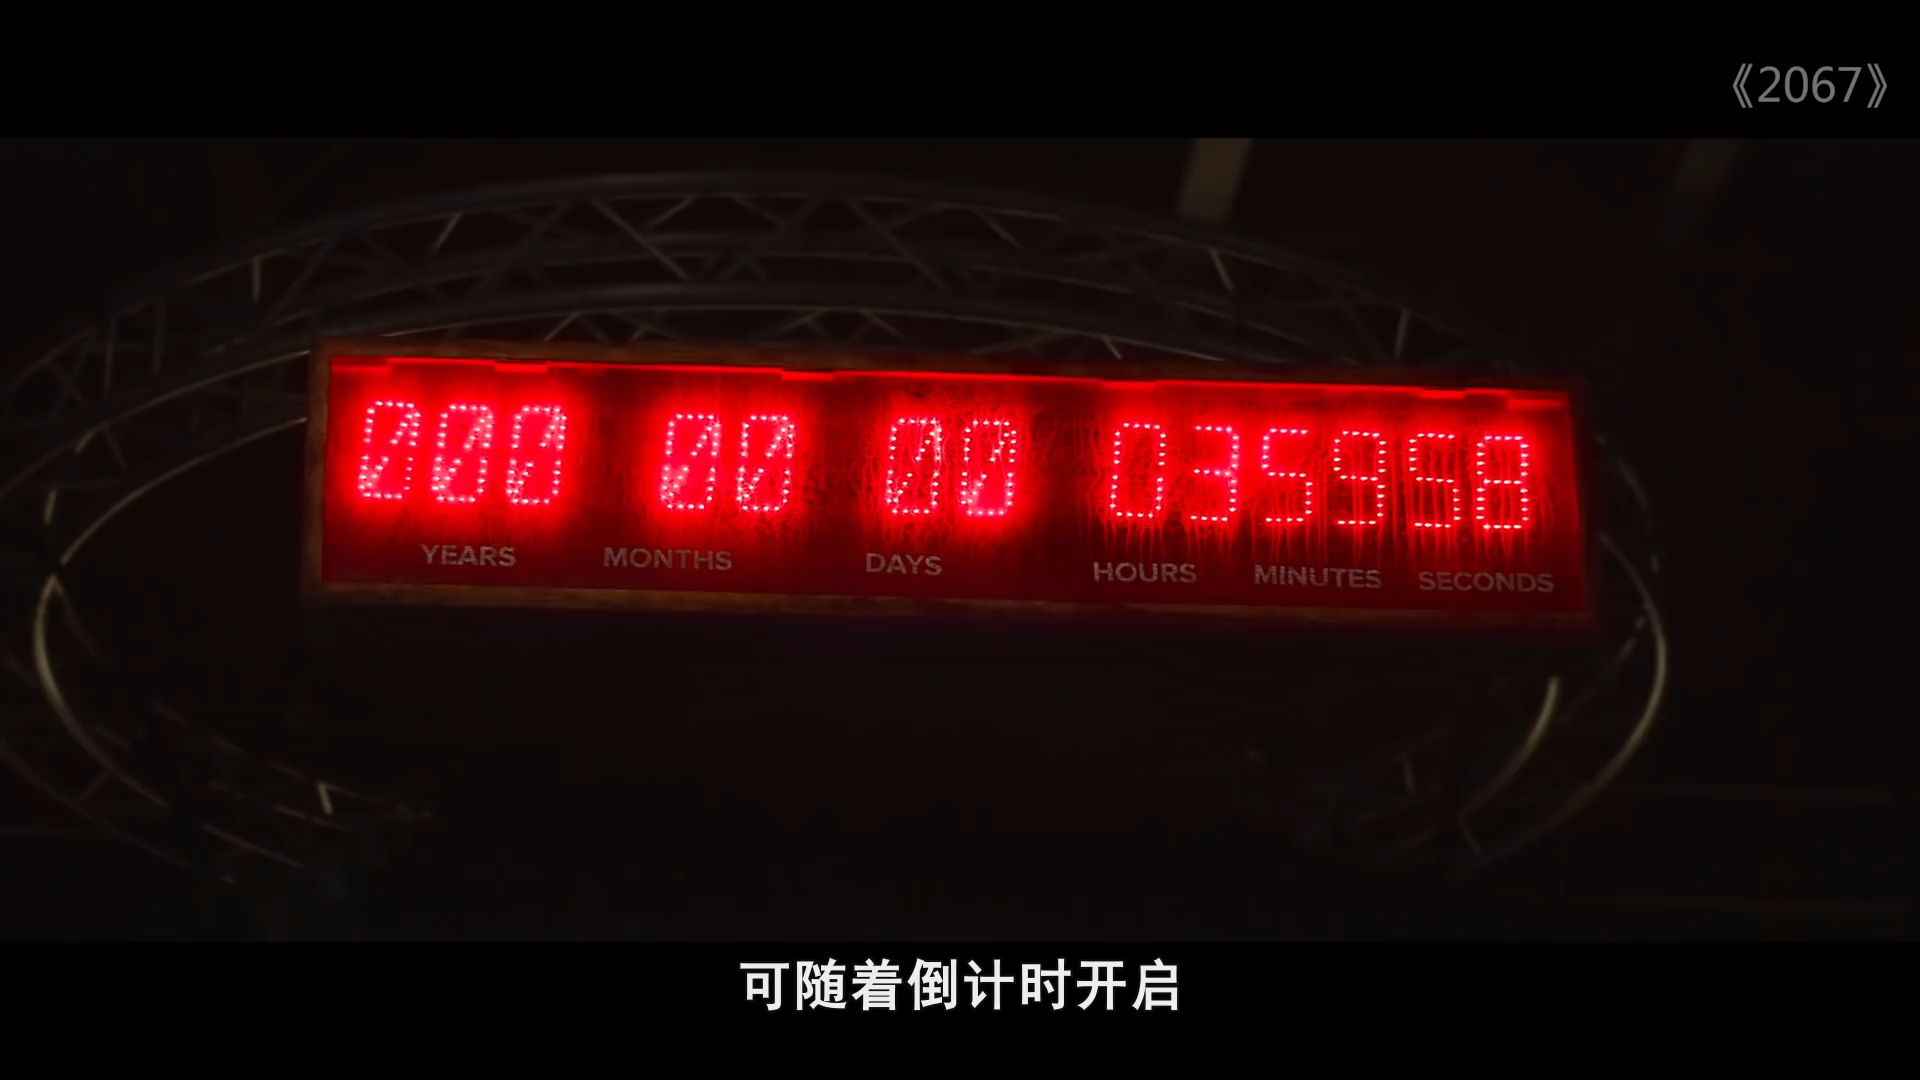 《2067》
000 00 00 035958
YEARS MONTHS DAYS HOURS MINUTES SECONDS
可随着倒计时开启